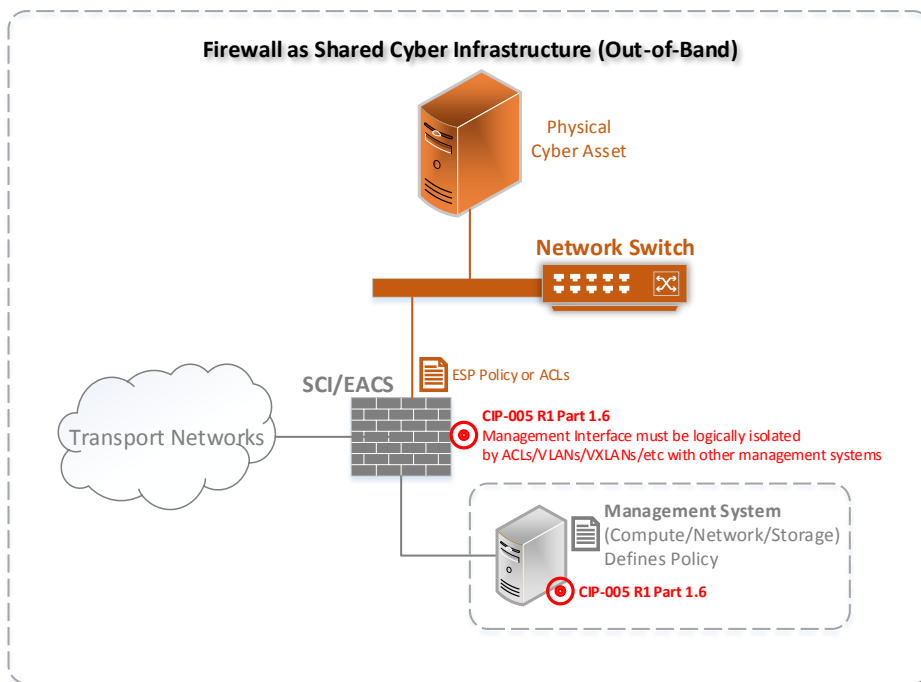 Firewall as Shared Cyber Infrastructure (Out-of-Band)
Physical
Cyber Asset
Network Switch
SCI/EACS
ESP Policy or ACLs
CIP-005 R1 Part 1.6
Management Interface must be logically isolated
by ACLs/VLANs/VXLANs/etc with other management systems
Transport Networks
Management System
(Compute/Network/Storage)
Defines Policy
CIP-005 R1 Part 1.6